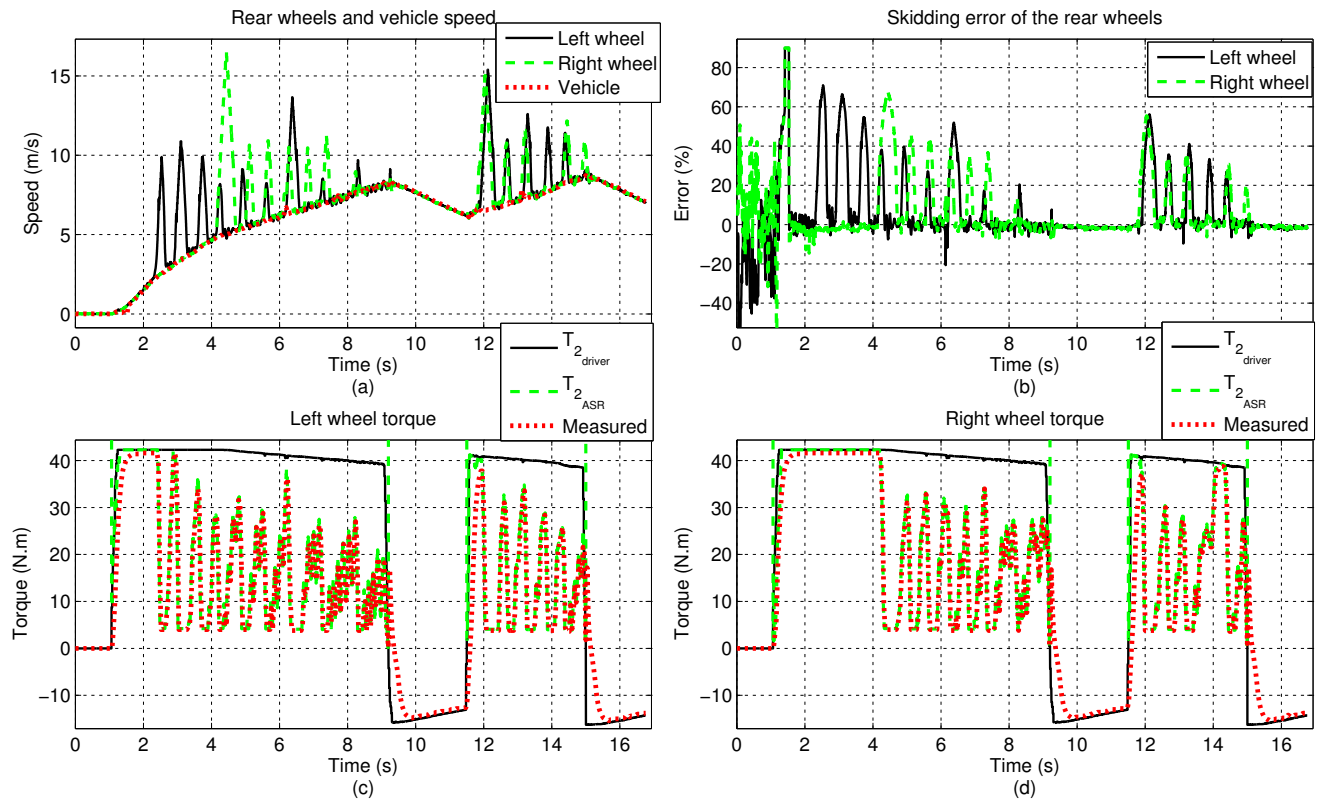 Rear wheels and vehicle speed
Left wheel
Right wheel
Vehicle
15
10
5
0
Speed (m/s)
0 2 4 6 8 10 12 14 16
Time (s)
(a)
Skidding error of the rear wheels
Left wheel
Right wheel
80
60
40
20
0
−20
−40
Error (%)
0 2 4 6 8 10 12 14 16
Time (s)
(b)
Left wheel torque
T2driver
T2ASR
Measured
40
30
20
10
0
−10
Torque (N.m)
0 2 4 6 8 10 12 14 16
Time (s)
(c)
Right wheel torque
T2driver
T2ASR
Measured
40
30
20
10
0
−10
Torque (N.m)
0 2 4 6 8 10 12 14 16
Time (s)
(d)